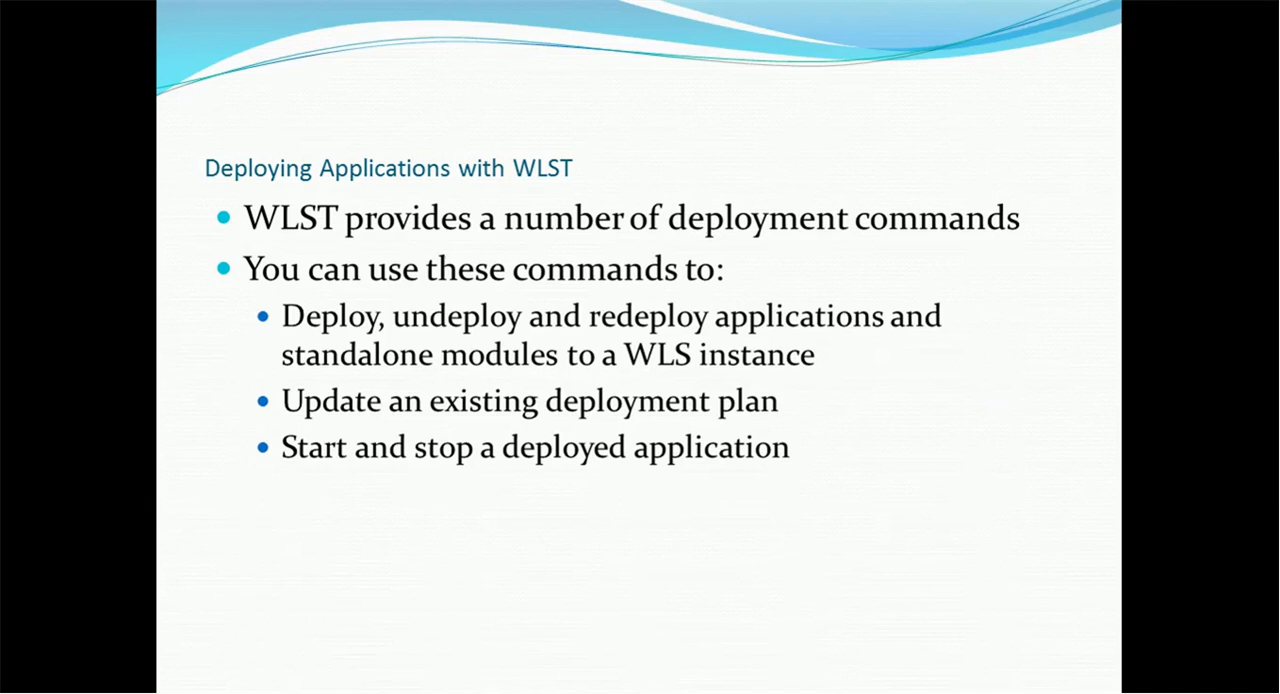 Deploying Applications with WLST
WLST provides a number of deployment commands
You can use these commands to:
Deploy, undeploy and redeploy applications and
standalone modules to a WLS instance
Update an existing deployment plan
Start and stop a deployed application